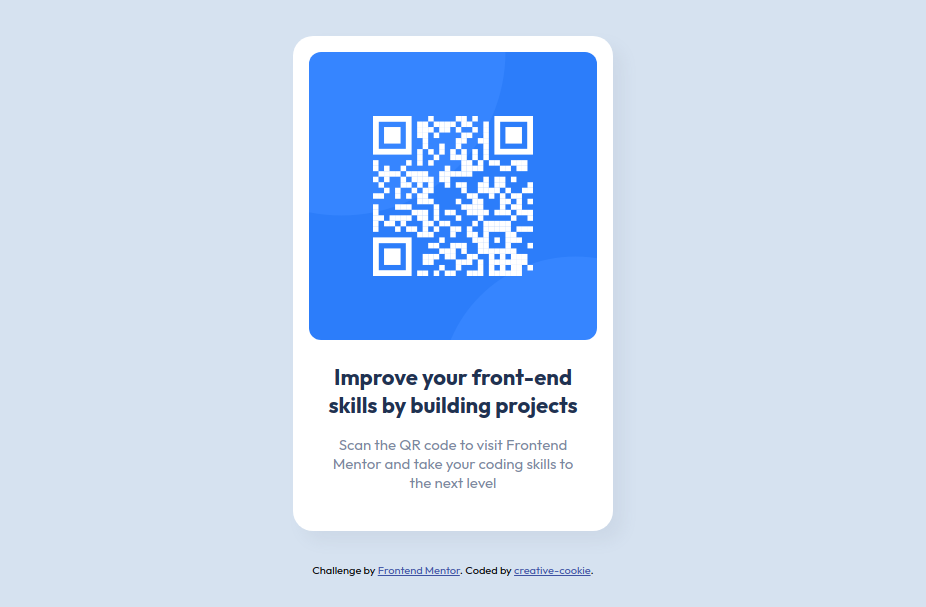 Improve your front-end
skills by building projects
Scan the QR code to visit Frontend
Mentor and take your coding skills to
the next level
Challenge by Frontend Mentor. Coded by creative-cookie.